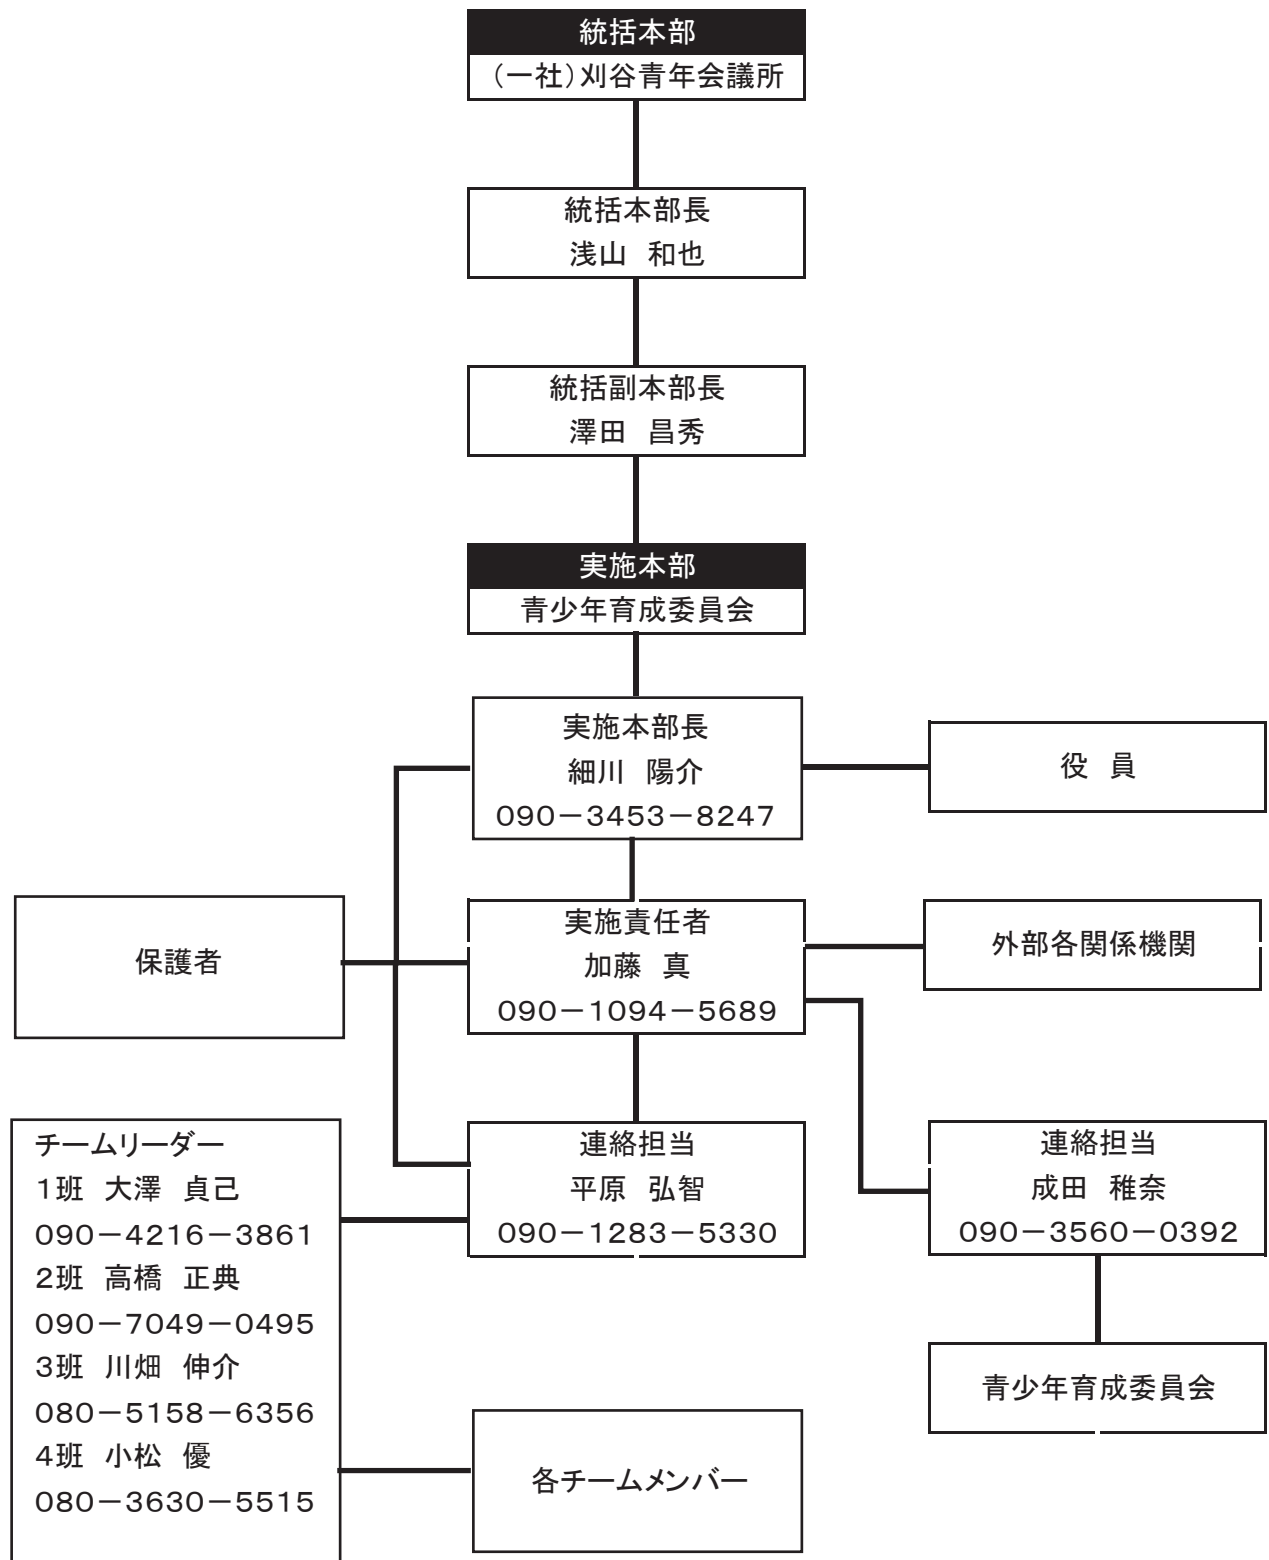 統括本部
（一社）刈谷青年会議所
統括本部長
浅山　和也
統括副本部長
澤田　昌秀
実施本部
青少年育成委員会
実施本部長
細川　陽介
０９０－３４５３－８２４７
役　員
保護者
実施責任者
加藤　真
０９０－１０９４－５６８９
外部各関係機関
チームリーダー
１班　大澤　貞己
０９０－４２１６－３８６１
２班　高橋　正典
０９０－７０４９－０４９５
３班　川畑　伸介
０８０－５１５８－６３５６
４班　小松　優
０８０－３６３０－５５１５
連絡担当
平原　弘智
０９０－１２８３－５３３０
連絡担当
成田　稚奈
０９０－３５６０－０３９２
青少年育成委員会
各チームメンバー